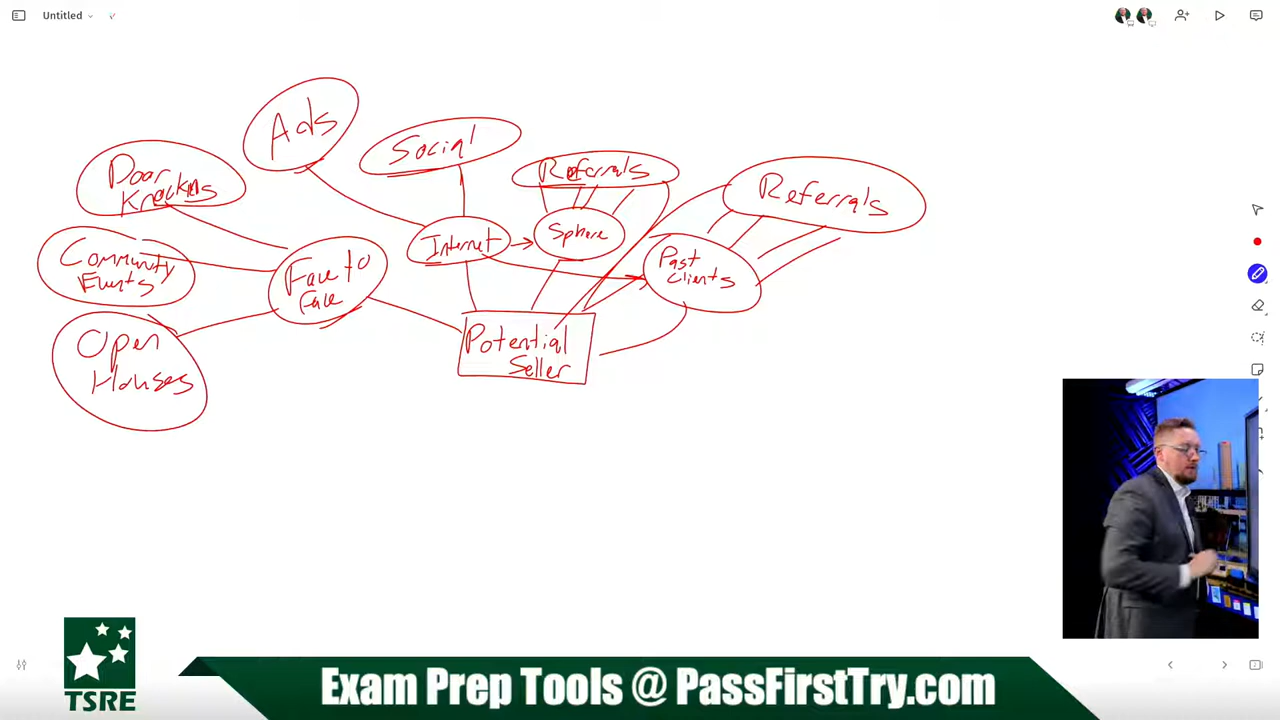 Untitled
Ads
Social
Referrals
Referrals
Door
Knocking
Internet
Sphere
Past
Clients
Community
Events
Face to
Face
Open
Houses
Potential
Seller
TSRE
Exam Prep Tools @ PassFirstTry.com